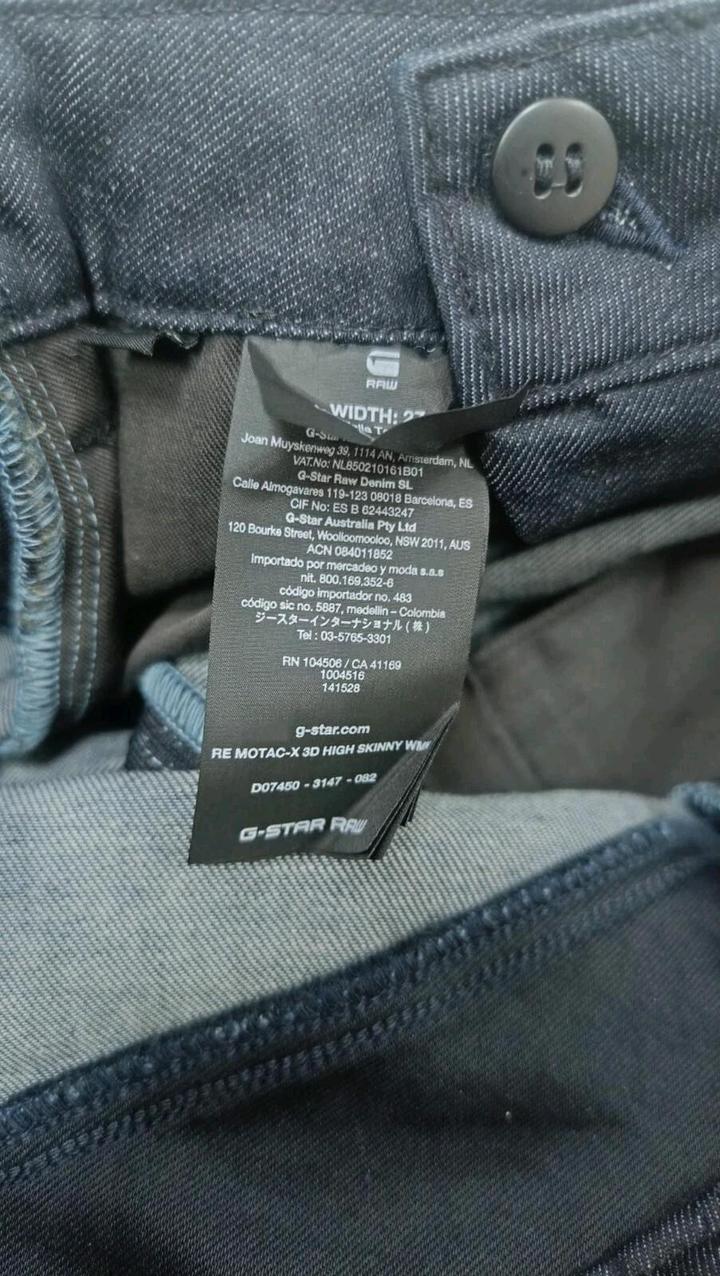 RAW
WIDTH: 27
Joan Muyskenweg 39, 1114 AN, Amsterdam, NL
VAT.No: NL850210161B01
G-Star Raw Denim SL
Calle Almogavares 119-123 08018 Barcelona, ES
CIF No: ES B 62443247
G-Star Australia Pty Ltd
120 Bourke Street, Woolloomooloo, NSW 2011, AUS
ACN 084011852
Importado por mercadeo y moda s.a.s
nit. 800.169.352-6
código importador no. 483
código sic no. 5887, medellin – Colombia
ジースターインターナショナル ( 株 )
Tel : 03-5765-3301
RN 104506 / CA 41169
1004516
141528
g-star.com
RE MOTAC-X 3D HIGH SKINNY
D07450 - 3147 - 082
G-STAR RAW